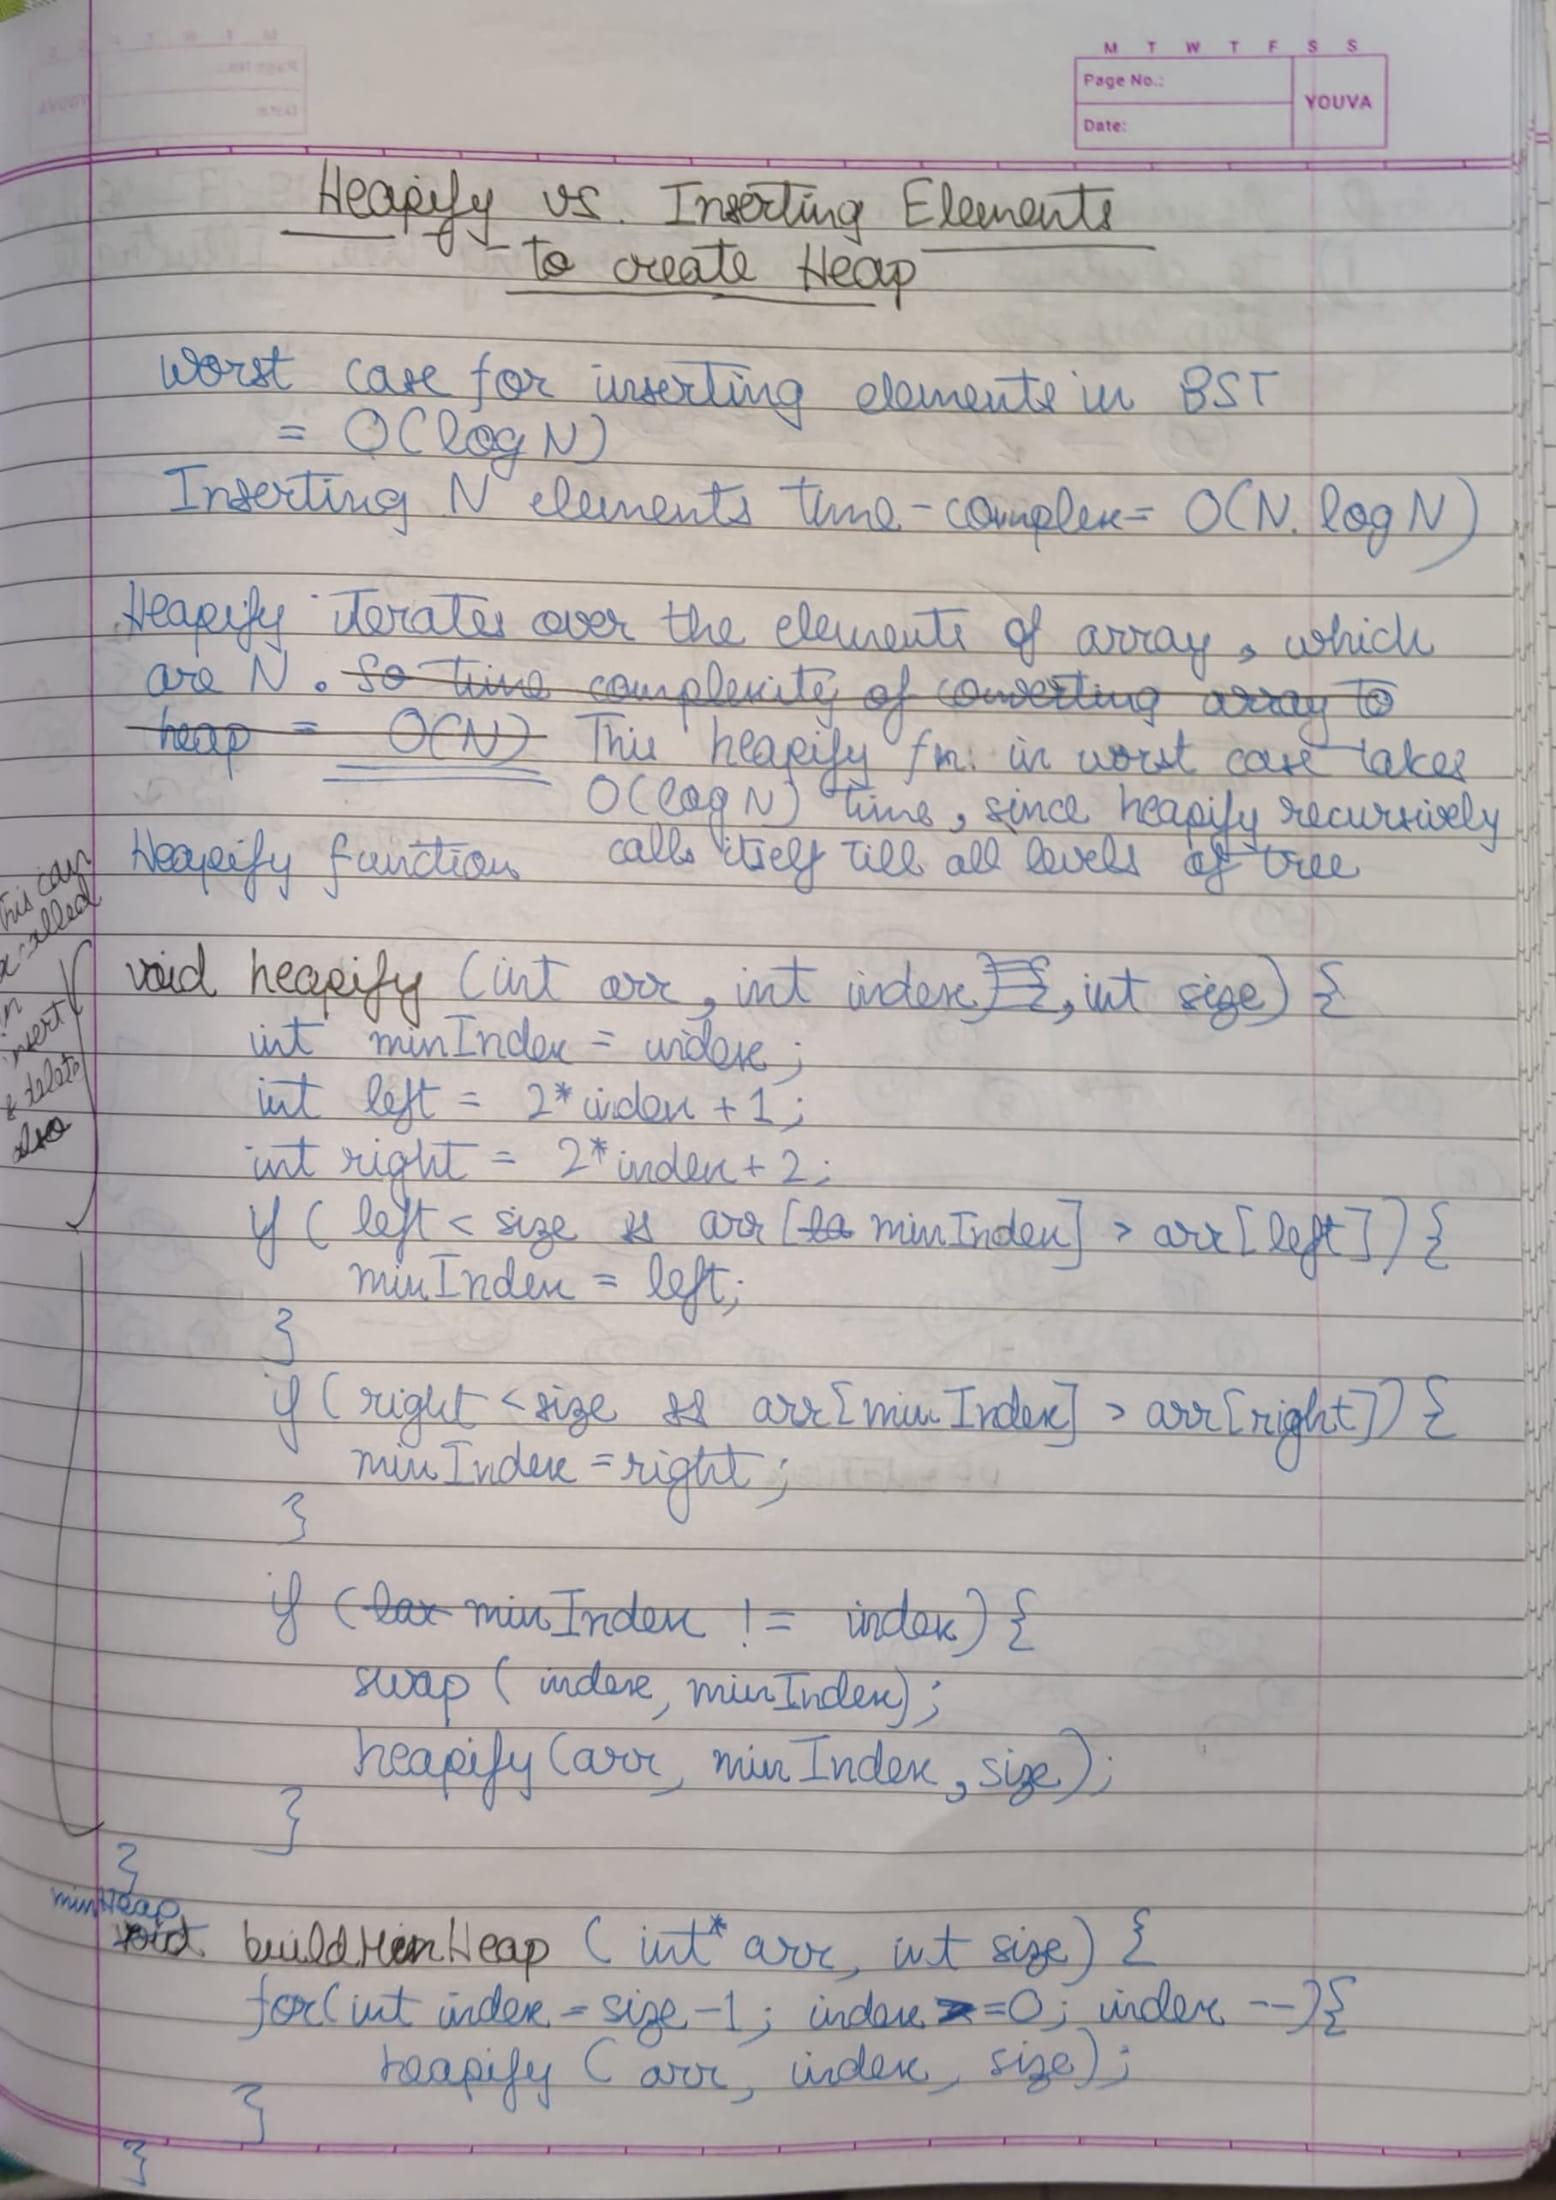 M T W T F S S
Page No.:
YOUVA
Date:
Heapify vs. Inserting Elements
to create Heap
Worst case for inserting elements in BST
= O(log N)
Inserting N elements time-complex = O(N. log N)
Heapify iterates over the elements of array, which
are N. So time complexity of converting array to
heap = O(N) This heapify fn. in worst case takes
O(log N) time, since heapify recursively
Heapify function calls itself till all levels of tree
This can
called
in
insert
& delete
also
void heapify (int arr, int index, int size) {
int minIndex = index;
int left = 2*index + 1;
int right = 2*index + 2;
if ( left < size && arr [ minIndex] > arr [left]) {
minIndex = left;
}
if ( right < size && arr[minIndex] > arr[right]) {
minIndex = right;
}
if ( minIndex != index) {
swap ( index, minIndex);
heapify (arr, minIndex, size);
}
}
minHeap
void buildMinHeap ( int* arr, int size) {
for(int index = size -1; index >=0; index --){
heapify ( arr, index, size);
}
}